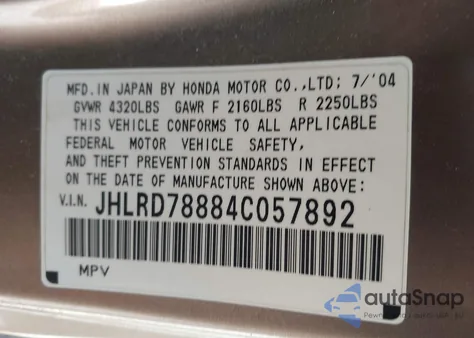 MFD. IN JAPAN BY HONDA MOTOR CO.,LTD; 7/'04
GVWR 4320LBS GAWR F 2160LBS R 2250LBS
THIS VEHICLE CONFORMS TO ALL APPLICABLE
FEDERAL MOTOR VEHICLE SAFETY,
AND THEFT PREVENTION STANDARDS IN EFFECT
ON THE DATE OF MANUFACTURE SHOWN ABOVE:
V.I.N. JHLRD78884C057892
MPV
autoSnap